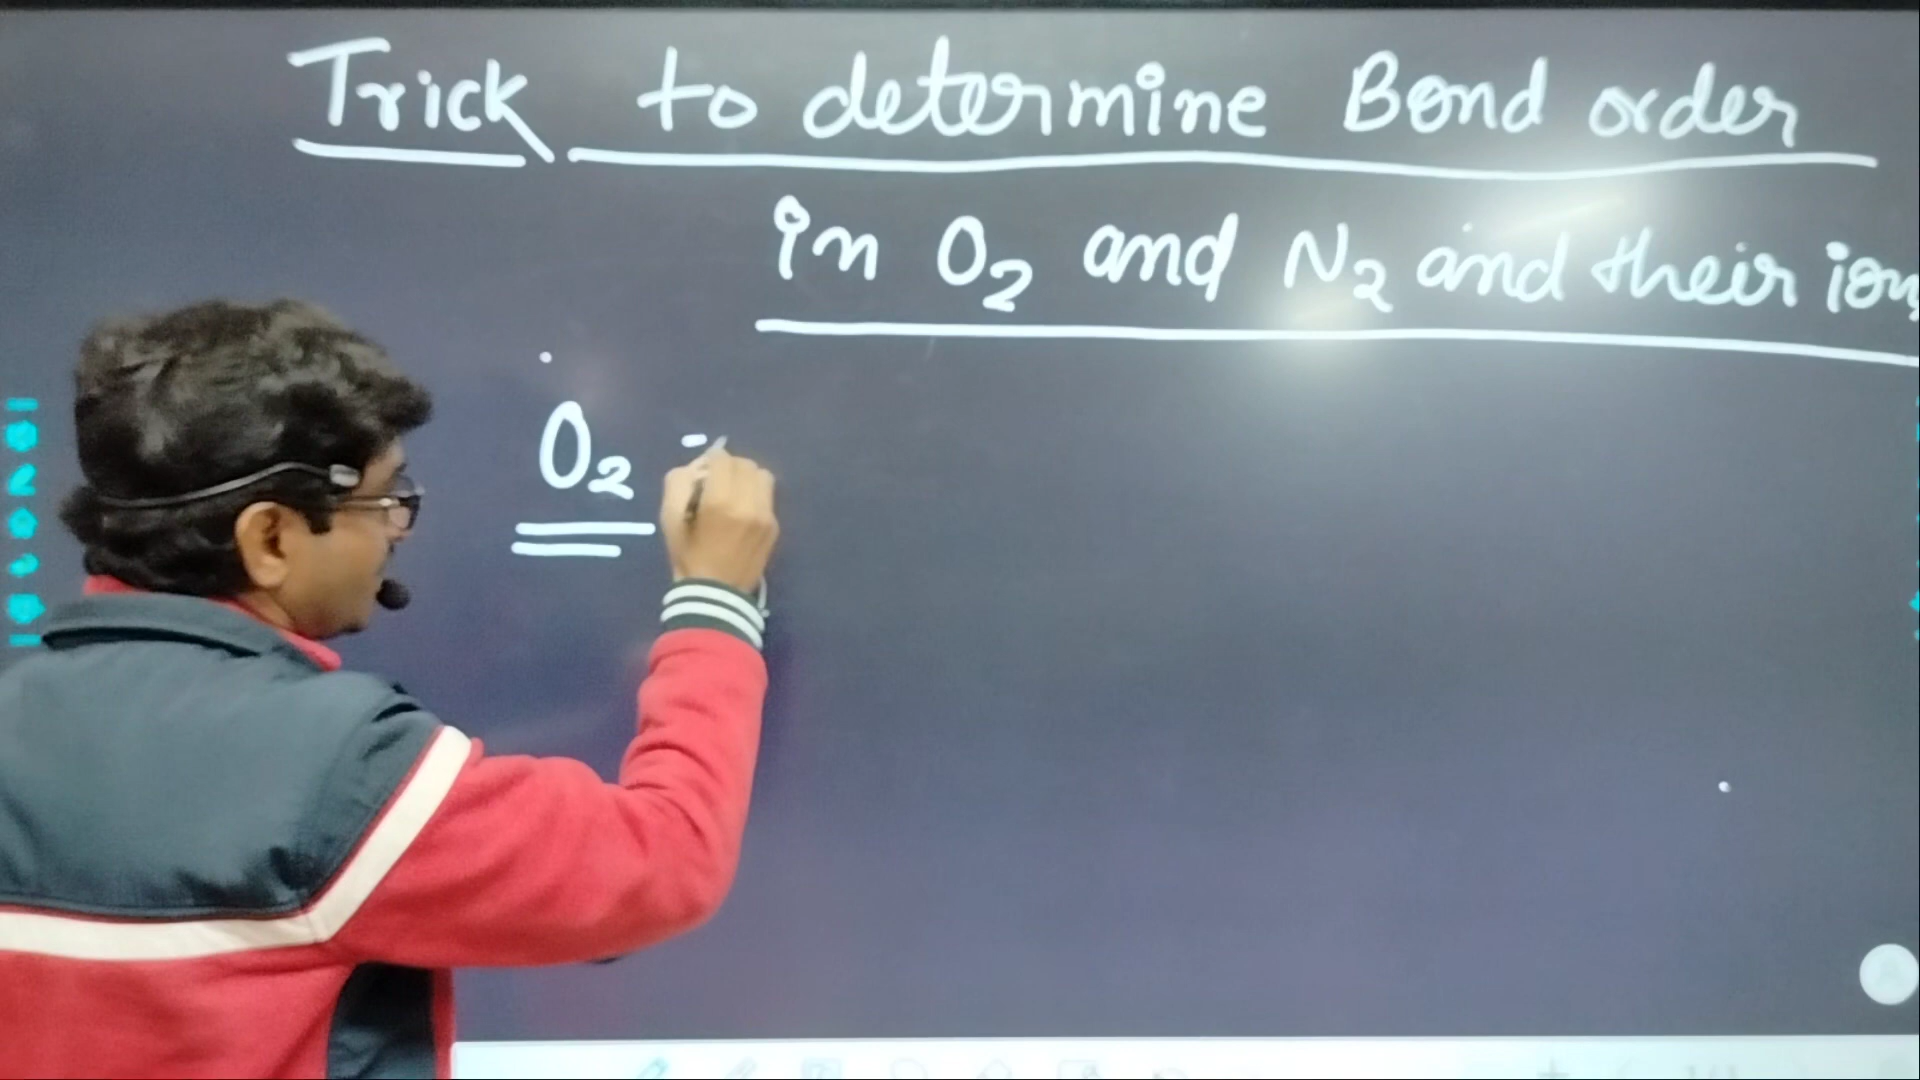 Trick to determine Bond order
in O₂ and N₂ and their ions
O₂ =